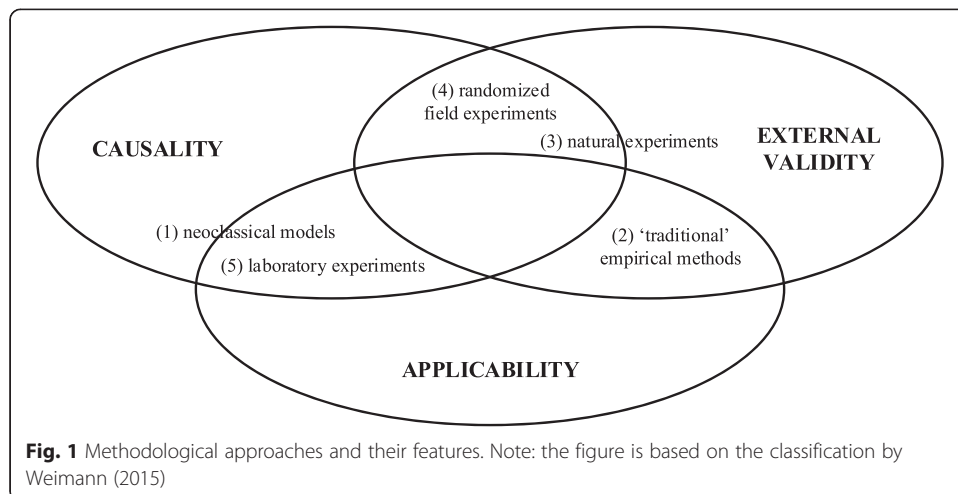 (4) randomized
field experiments
CAUSALITY
(3) natural experiments
EXTERNAL
VALIDITY
(1) neoclassical models
(2) ‘traditional’
empirical methods
(5) laboratory experiments
APPLICABILITY
Fig. 1 Methodological approaches and their features. Note: the figure is based on the classification by
Weimann (2015)